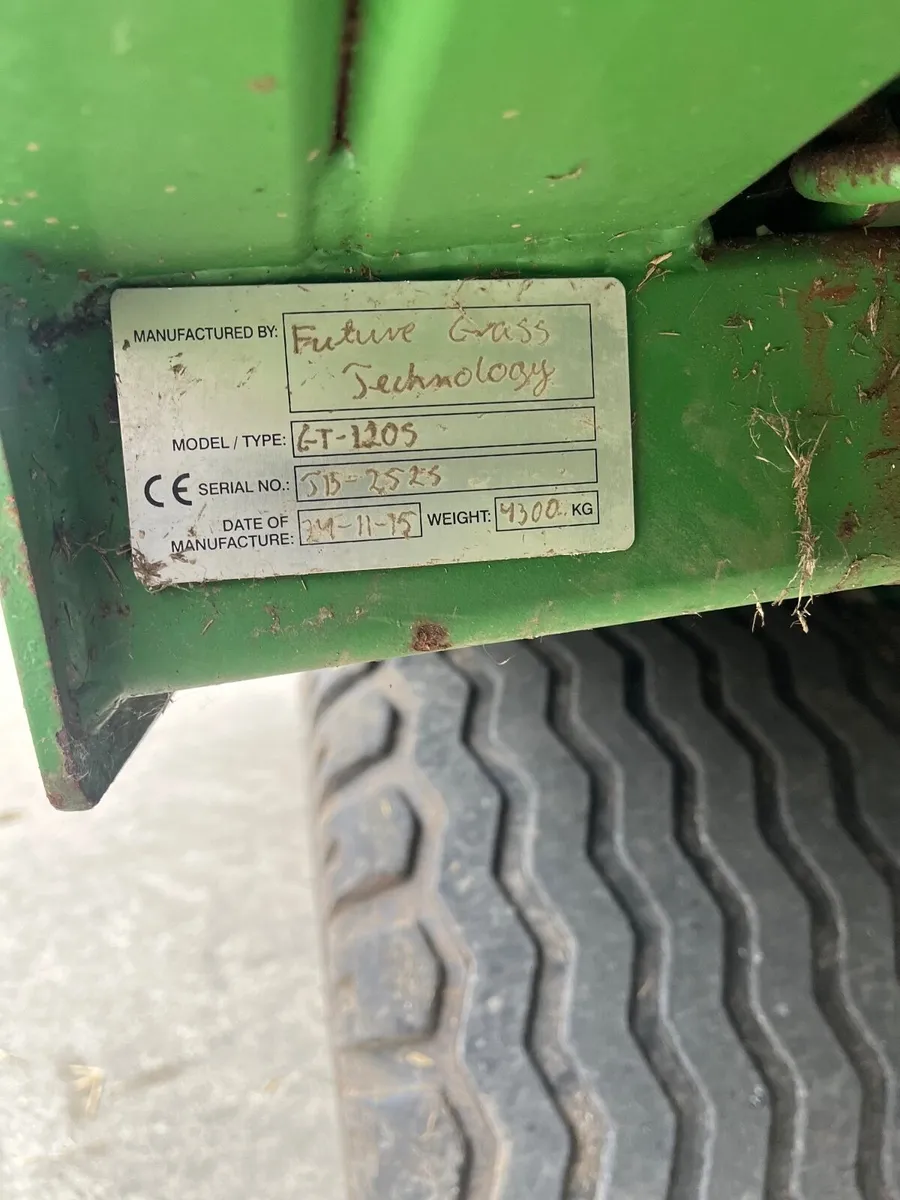 MANUFACTURED BY: Future Grass
Technology
MODEL / TYPE: GT-120S
CE SERIAL NO.: JB-2525
DATE OF
MANUFACTURE: 24-11-15 WEIGHT: 4300 KG